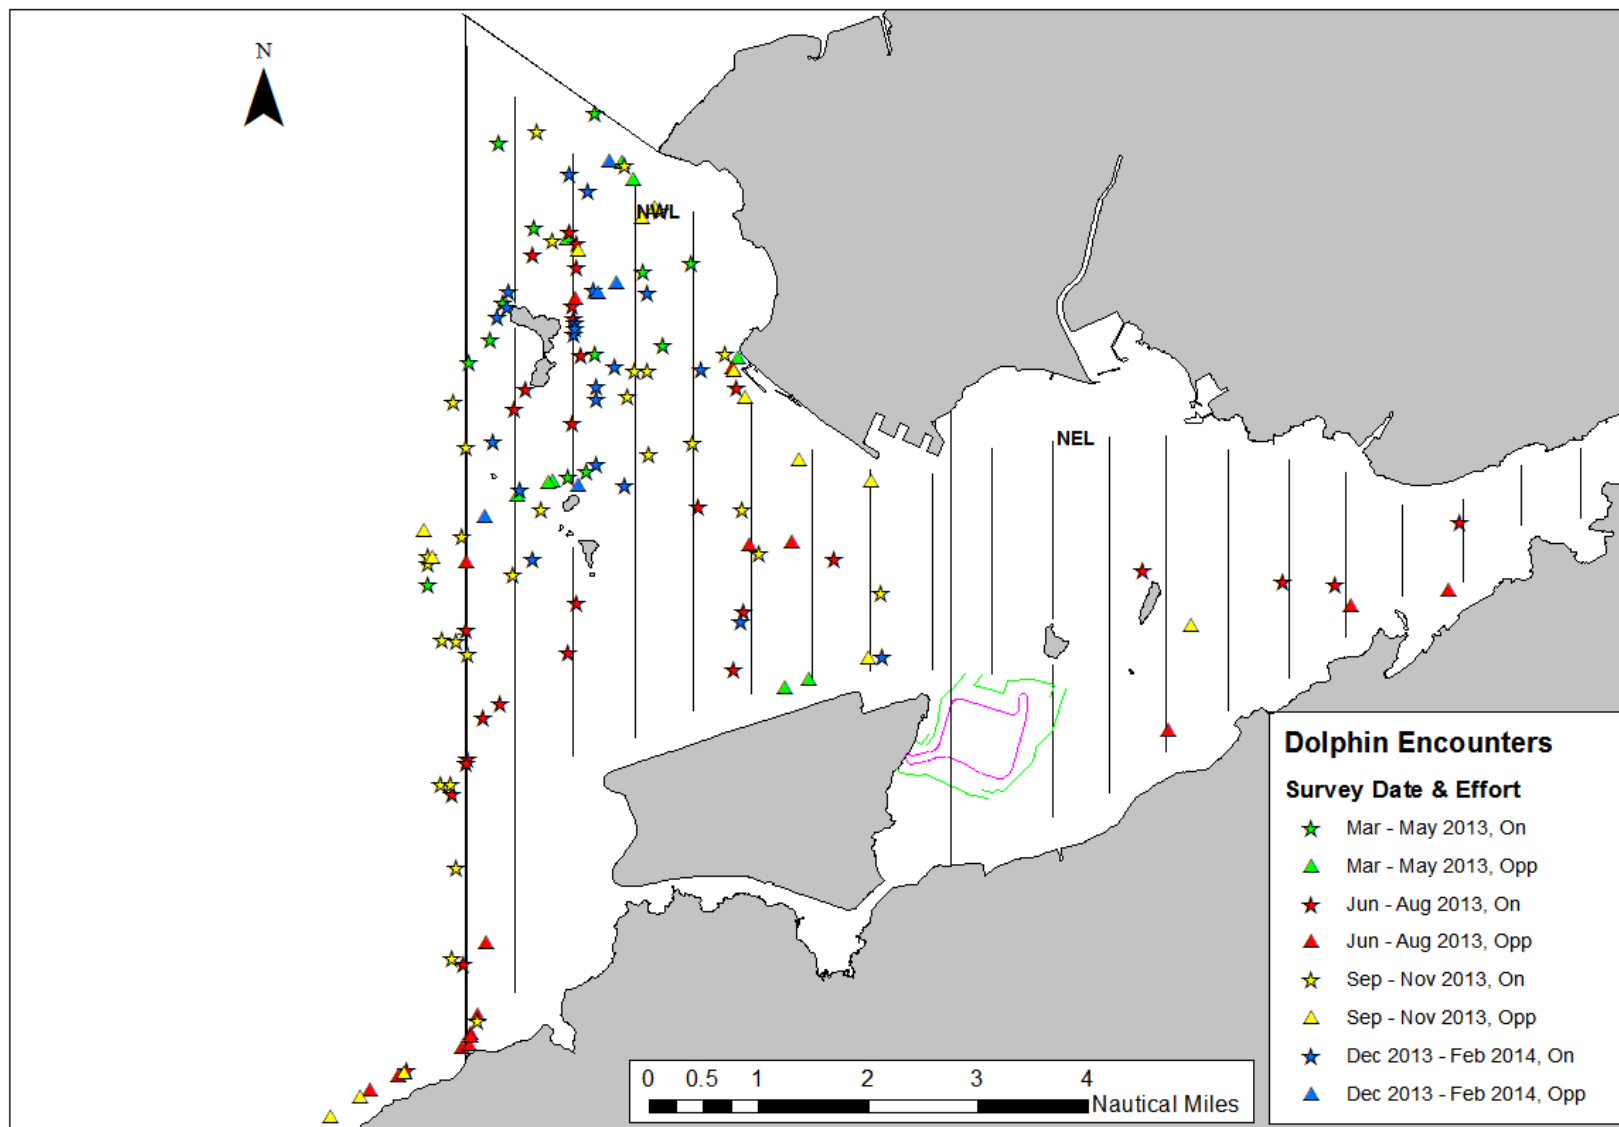 N
NWL
NEL
Dolphin Encounters
Survey Date & Effort
Mar - May 2013, On
Mar - May 2013, Opp
Jun - Aug 2013, On
Jun - Aug 2013, Opp
Sep - Nov 2013, On
Sep - Nov 2013, Opp
Dec 2013 - Feb 2014, On
Dec 2013 - Feb 2014, Opp
0 0.5 1 2 3 4
Nautical Miles